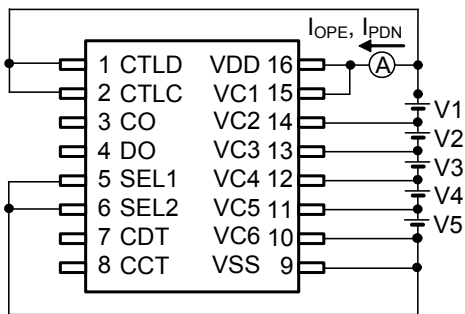 IOPE, IPDN
A
1 CTLD VDD 16
2 CTLC VC1 15
3 CO VC2 14
4 DO VC3 13
5 SEL1 VC4 12
6 SEL2 VC5 11
7 CDT VC6 10
8 CCT VSS 9
V1
V2
V3
V4
V5